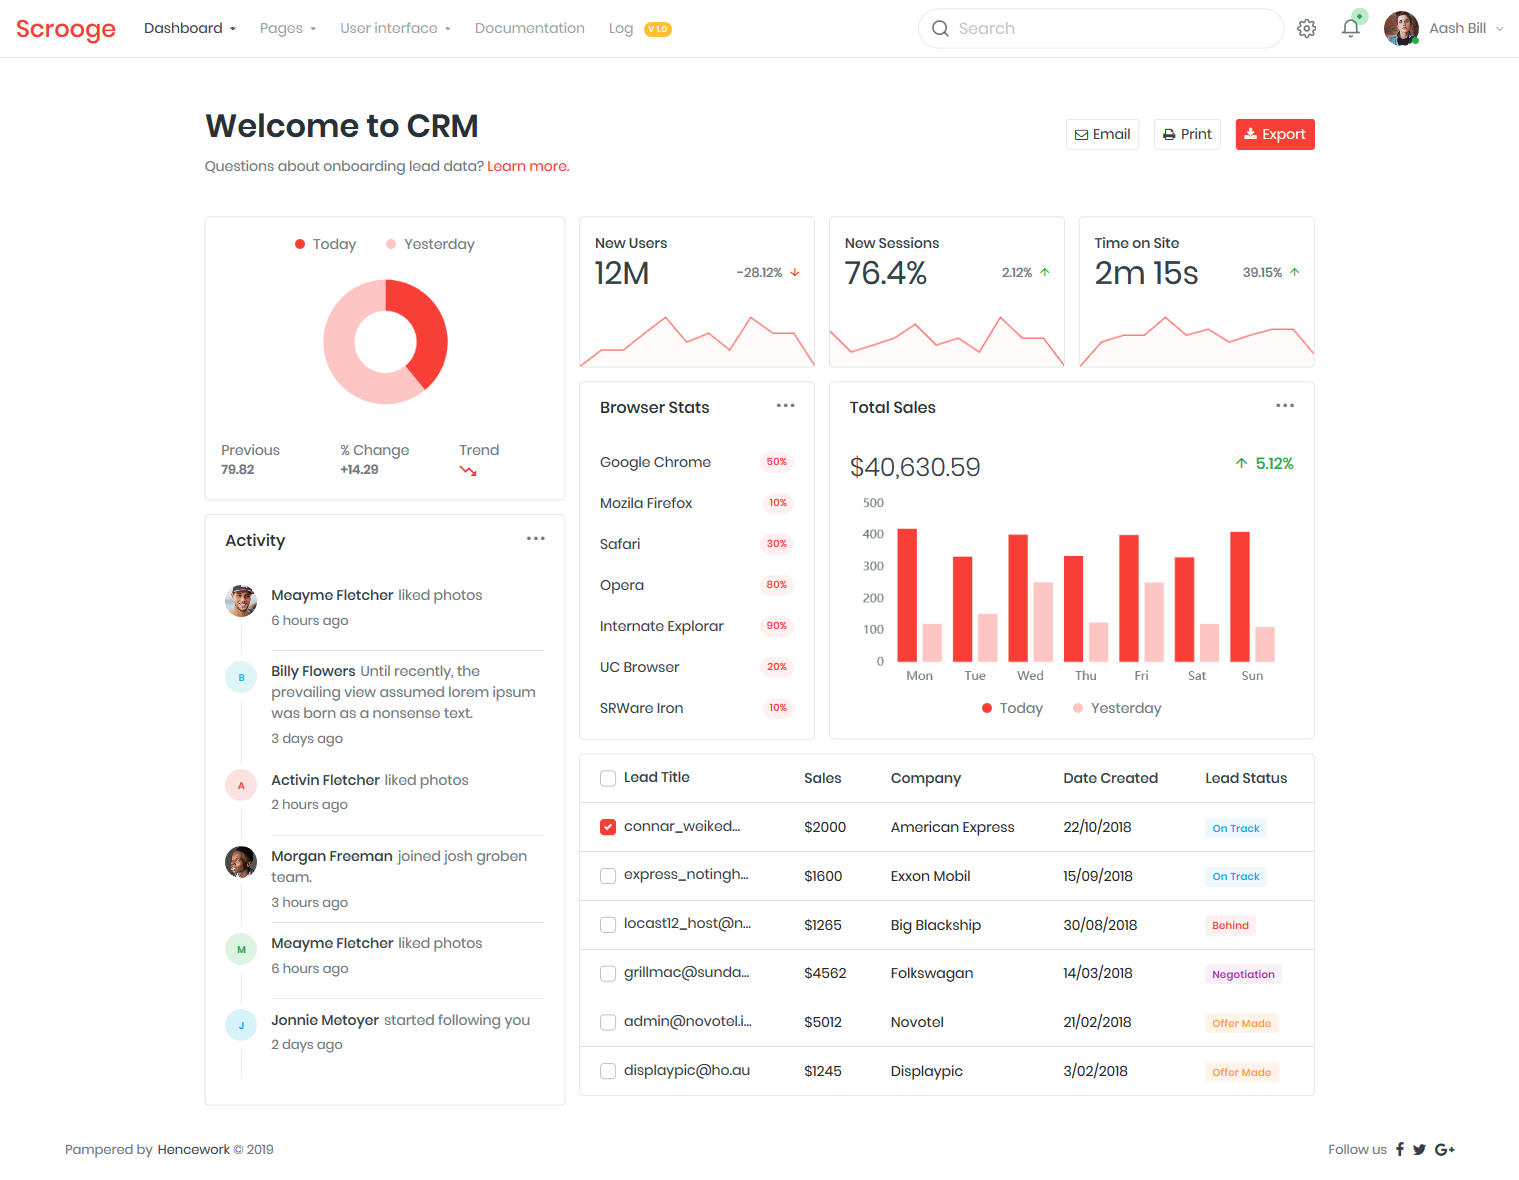 Scrooge Dashboard Pages User interface Documentation Log V 1.0 Search Aash Bill
Welcome to CRM
Email Print Export
Questions about onboarding lead data? Learn more.
Today Yesterday
Previous % Change Trend
79.82 +14.29
New Users
12M -28.12%
New Sessions
76.4% 2.12%
Time on Site
2m 15s 39.15%
Activity
Meayme Fletcher liked photos
6 hours ago
B
Billy Flowers Until recently, the
prevailing view assumed lorem ipsum
was born as a nonsense text.
3 days ago
A
Activin Fletcher liked photos
2 hours ago
Morgan Freeman joined josh groben
team.
3 hours ago
M
Meayme Fletcher liked photos
6 hours ago
J
Jonnie Metoyer started following you
2 days ago
Browser Stats
Google Chrome 50%
Mozila Firefox 10%
Safari 30%
Opera 80%
Internate Explorar 90%
UC Browser 20%
SRWare Iron 10%
Total Sales
$40,630.59 5.12%
500
400
300
200
100
0
Mon Tue Wed Thu Fri Sat Sun
Today Yesterday
Lead Title Sales Company Date Created Lead Status
connar_weiked... $2000 American Express 22/10/2018 On Track
express_notingh... $1600 Exxon Mobil 15/09/2018 On Track
locast12_host@n... $1265 Big Blackship 30/08/2018 Behind
grillmac@sunda... $4562 Folkswagan 14/03/2018 Negotiation
admin@novotel.i... $5012 Novotel 21/02/2018 Offer Made
displaypic@ho.au $1245 Displaypic 3/02/2018 Offer Made
Pampered by Hencework © 2019
Follow us